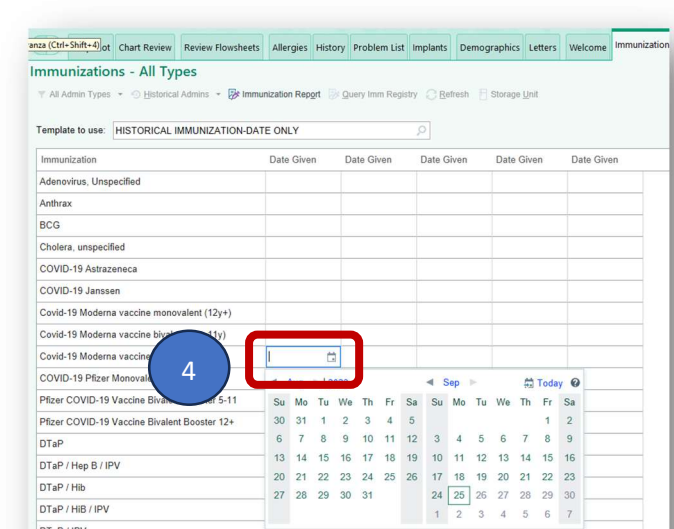 anza (Ctrl+Shift+4) ot Chart Review Review Flowsheets Allergies History Problem List Implants Demographics Letters Welcome Immunization
Immunizations - All Types
All Admin Types Historical Admins Immunization Report Query Imm Registry Refresh Storage Unit
Template to use: HISTORICAL IMMUNIZATION-DATE ONLY
Immunization Date Given Date Given Date Given Date Given Date Given
Adenovirus, Unspecified
Anthrax
BCG
Cholera, unspecified
COVID-19 Astrazeneca
COVID-19 Janssen
Covid-19 Moderna vaccine monovalent (12y+)
Covid-19 Moderna vaccine 11y)
Covid-19 Moderna vaccine
4
COVID-19 Pfizer
Sep Today
Pfizer COVID-19 Vaccine 5-11
Su Mo Tu We Th Fr Sa Su Mo Tu We Th Fr Sa
Pfizer COVID-19 Vaccine Bivalent Booster 12+
30 31 1 2 3 4 5 1 2
DTaP
6 7 8 9 10 11 12 3 4 5 6 7 8 9
DTaP / Hep B / IPV
13 14 15 16 17 18 19 10 11 12 13 14 15 16
DTaP / Hib
20 21 22 23 24 25 26 17 18 19 20 21 22 23
DTaP / HiB / IPV
27 28 29 30 31 24 25 26 27 28 29 30
1 2 3 4 5 6 7